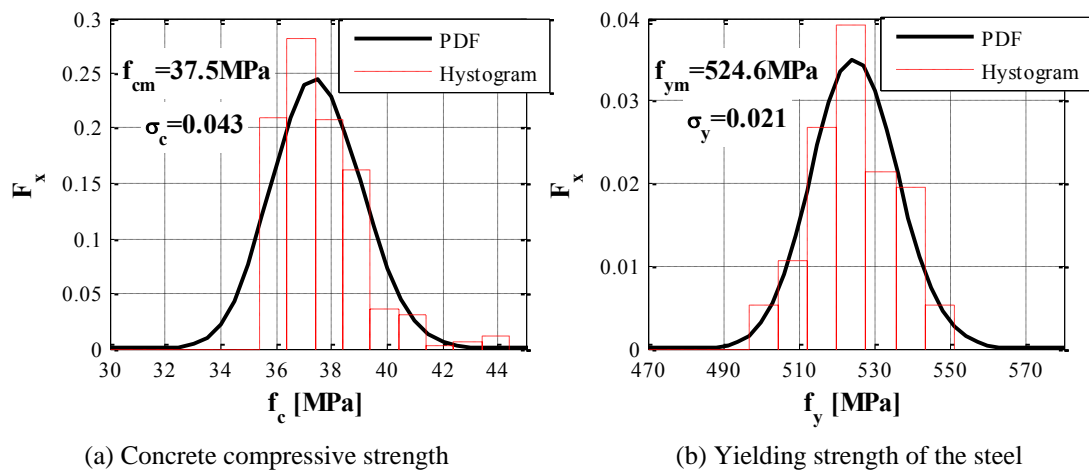 0.3
0.25
0.2
0.15
0.1
0.05
0
F_x
f_cm=37.5MPa
σ_c=0.043
PDF
Hystogram
30 32 34 36 38 40 42 44
f_c [MPa]
(a) Concrete compressive strength
0.04
0.03
0.02
0.01
0
F_x
f_ym=524.6MPa
σ_y=0.021
PDF
Hystogram
470 490 510 530 550 570
f_y [MPa]
(b) Yielding strength of the steel